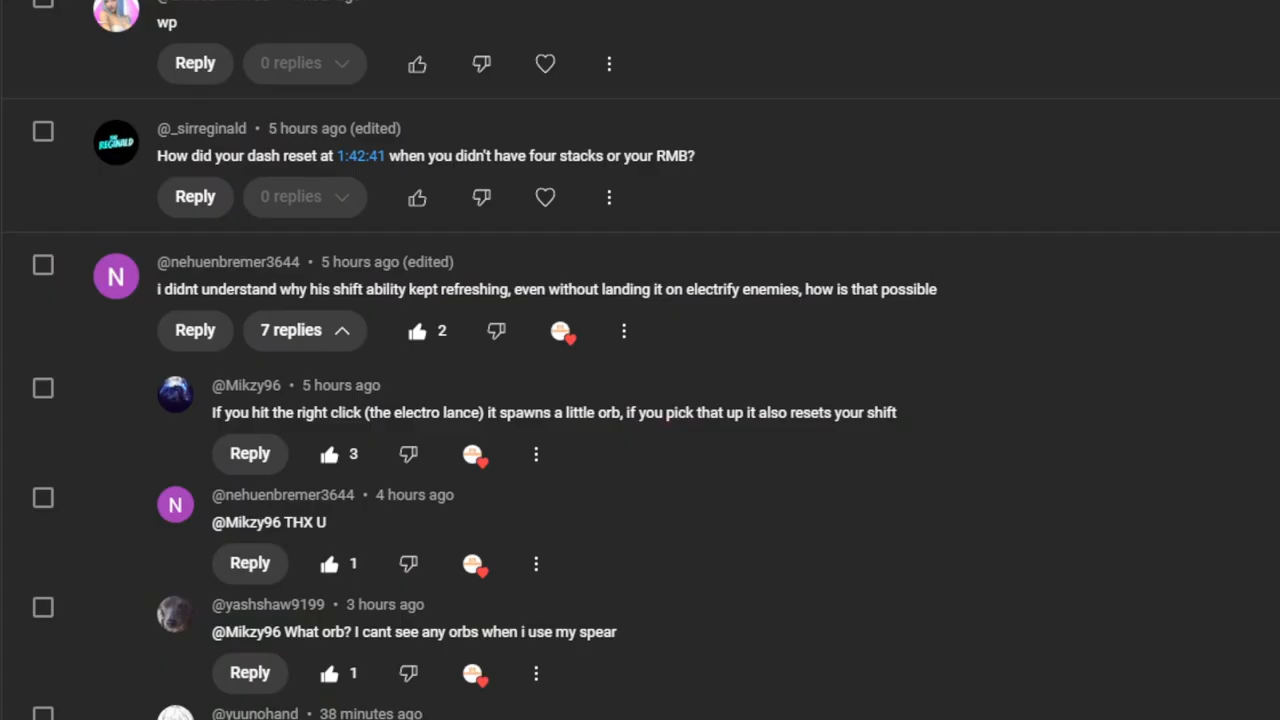 wp
Reply
0 replies
@_sirreginald • 5 hours ago (edited)
THE REGINALD
How did your dash reset at 1:42:41 when you didn't have four stacks or your RMB?
Reply
0 replies
@nehuenbremer3644 • 5 hours ago (edited)
N
i didnt understand why his shift ability kept refreshing, even without landing it on electrify enemies, how is that possible
Reply
7 replies
2
@Mikzy96 • 5 hours ago
If you hit the right click (the electro lance) it spawns a little orb, if you pick that up it also resets your shift
Reply
3
@nehuenbremer3644 • 4 hours ago
N
@Mikzy96 THX U
Reply
1
@yashshaw9199 • 3 hours ago
@Mikzy96 What orb? I cant see any orbs when i use my spear
Reply
1
@yuunohand • 38 minutes ago